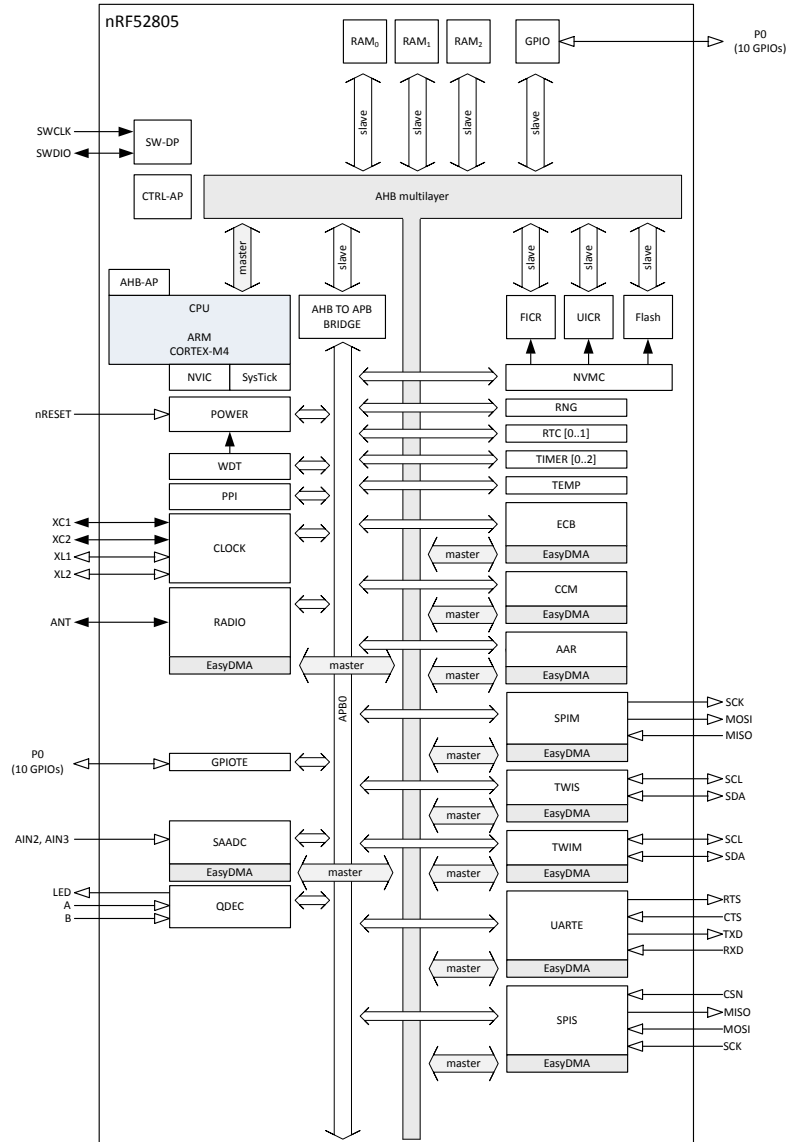 nRF52805
RAM0
RAM1
RAM2
GPIO
P0
(10 GPIOs)
slave
slave
slave
slave
SWCLK
SWDIO
SW-DP
CTRL-AP
AHB multilayer
master
slave
slave
slave
slave
AHB-AP
CPU
ARM
CORTEX-M4
NVIC
SysTick
AHB TO APB
BRIDGE
FICR
UICR
Flash
NVMC
nRESET
POWER
RNG
RTC [0..1]
WDT
TIMER [0..2]
PPI
TEMP
XC1
XC2
XL1
XL2
CLOCK
ECB
master
EasyDMA
ANT
RADIO
EasyDMA
master
CCM
master
EasyDMA
AAR
master
EasyDMA
APB0
SPIM
master
EasyDMA
SCK
MOSI
MISO
P0
(10 GPIOs)
GPIOTE
TWIS
master
EasyDMA
SCL
SDA
AIN2, AIN3
SAADC
EasyDMA
master
TWIM
master
EasyDMA
SCL
SDA
LED
A
B
QDEC
UARTE
master
EasyDMA
RTS
CTS
TXD
RXD
SPIS
master
EasyDMA
CSN
MISO
MOSI
SCK